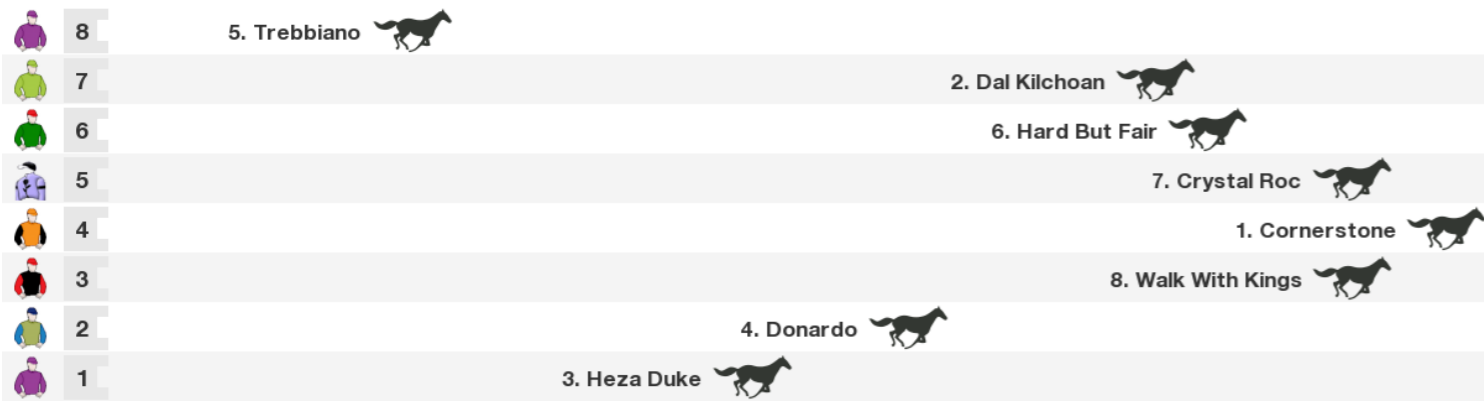 8 5. Trebbiano
7 2. Dal Kilchoan
6 6. Hard But Fair
5 7. Crystal Roc
4 1. Cornerstone
3 8. Walk With Kings
2 4. Donardo
1 3. Heza Duke